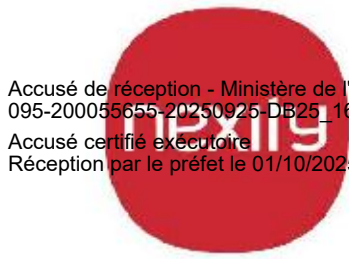 Accusé de réception - Ministère de l'
095-200055655-20250925-DB25_16
nexity
Accusé certifié exécutoire
Réception par le préfet le 01/10/202